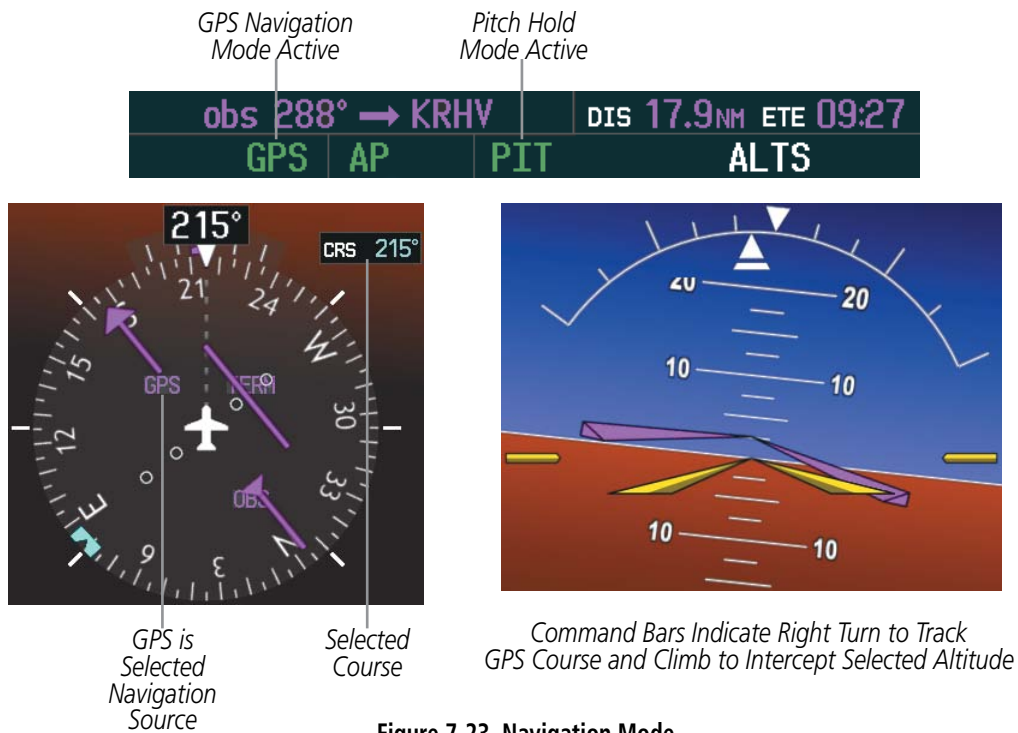 GPS Navigation
Mode Active
Pitch Hold
Mode Active
obs 288° → KRHV DIS 17.9NM ETE 09:27
GPS AP PIT ALTS
215°
CRS 215°
21
24
S
W
15
GPS
TERM
30
12
33
OBS
E
N
6
3
20 20
10 10
10 10
GPS is
Selected
Navigation
Source
Selected
Course
Command Bars Indicate Right Turn to Track
GPS Course and Climb to Intercept Selected Altitude
Figure 7-23 Navigation Mode